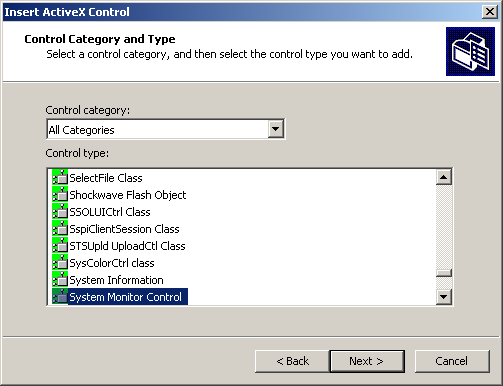 Insert ActiveX Control
Control Category and Type
Select a control category, and then select the control type you want to add.
Control category:
All Categories
Control type:
SelectFile Class
Shockwave Flash Object
SSOLUICtrl Class
SspiClientSession Class
STSUpld UploadCtl Class
SysColorCtrl class
System Information
System Monitor Control
< Back
Next >
Cancel